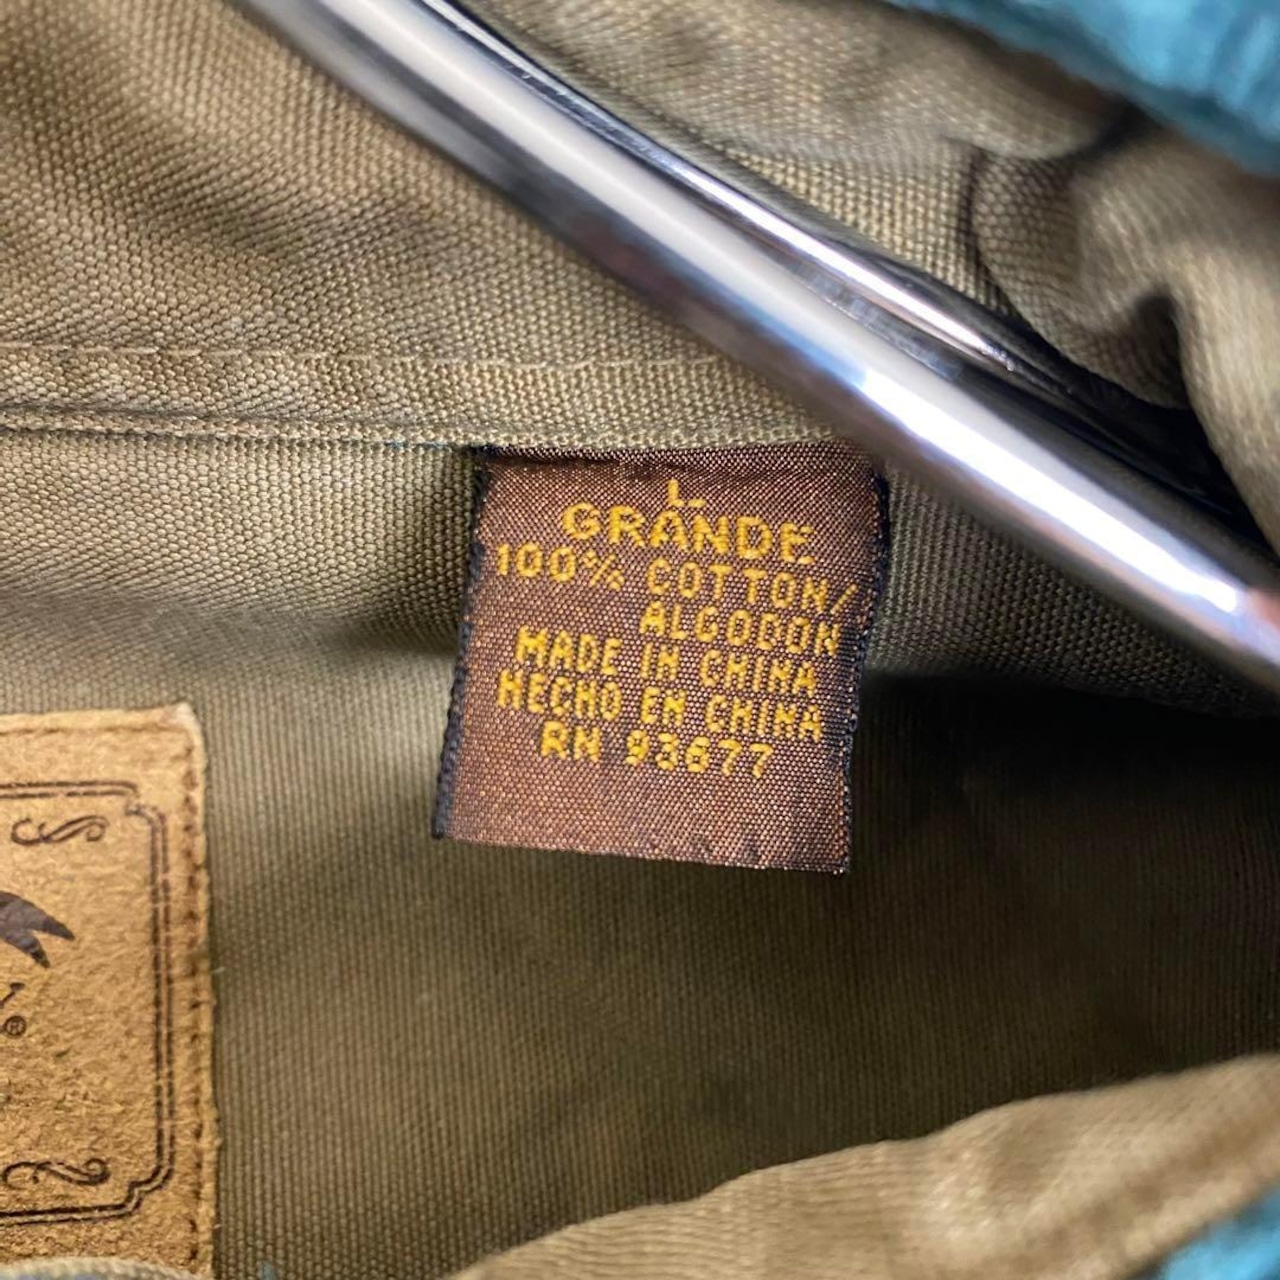 L
GRANDE
100% COTTON/
ALGODON
MADE IN CHINA
HECHO EN CHINA
RN 93677